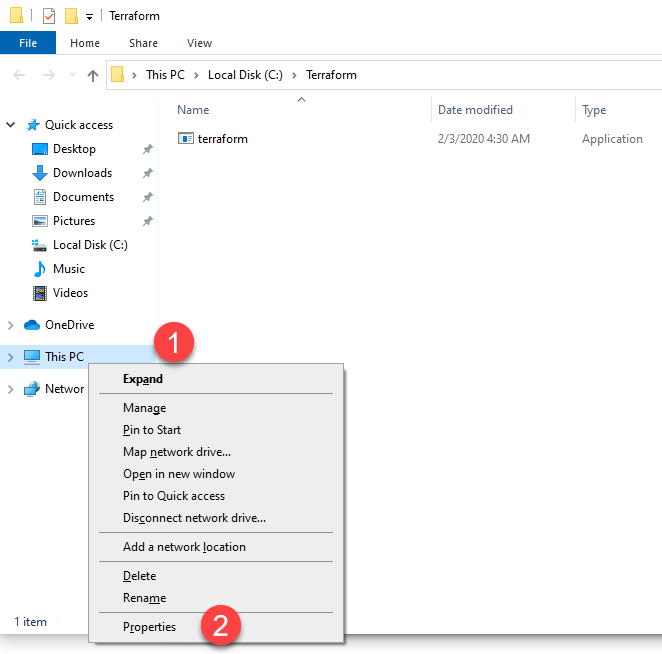 Terraform
File Home Share View
This PC > Local Disk (C:) > Terraform
Name Date modified Type
Quick access
terraform 2/3/2020 4:30 AM Application
Desktop
Downloads
Documents
Pictures
Local Disk (C:)
Music
Videos
OneDrive
This PC
1
Networ
Expand
Manage
Pin to Start
Map network drive...
Open in new window
Pin to Quick access
Disconnect network drive...
Add a network location
Delete
Rename
Properties
2
1 item